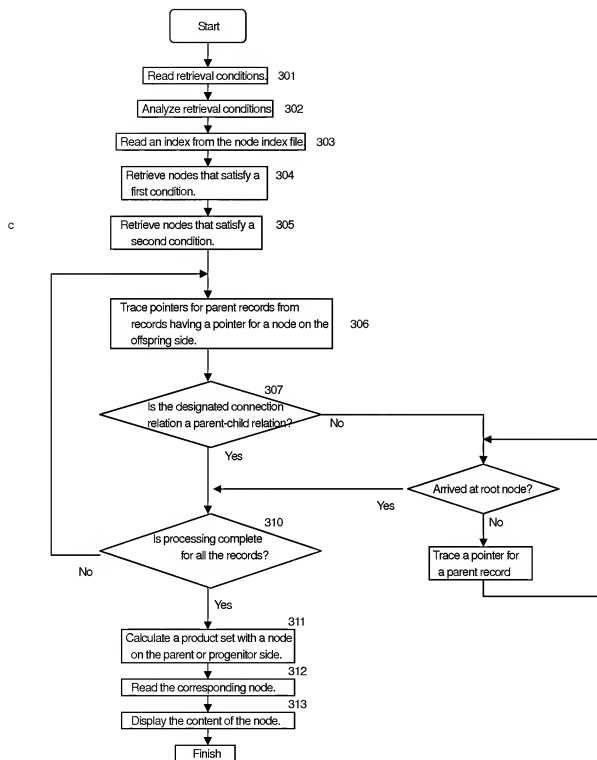 Start
Read retrieval conditions. 301
Analyze retrieval conditions 302
Read an index from the node index file. 303
Retrieve nodes that satisfy a 304
first condition.
c
Retrieve nodes that satisfy a 305
second condition.
Trace pointers for parent records from
records having a pointer for a node on the 306
offspring side.
307
Is the designated connection
relation a parent-child relation?
No
Yes
Arrived at root node?
Yes
No
310
Is processing complete
for all the records?
No
Trace a pointer for
a parent record
Yes
311
Calculate a product set with a node
on the parent or progenitor side.
312
Read the corresponding node.
313
Display the content of the node.
Finish